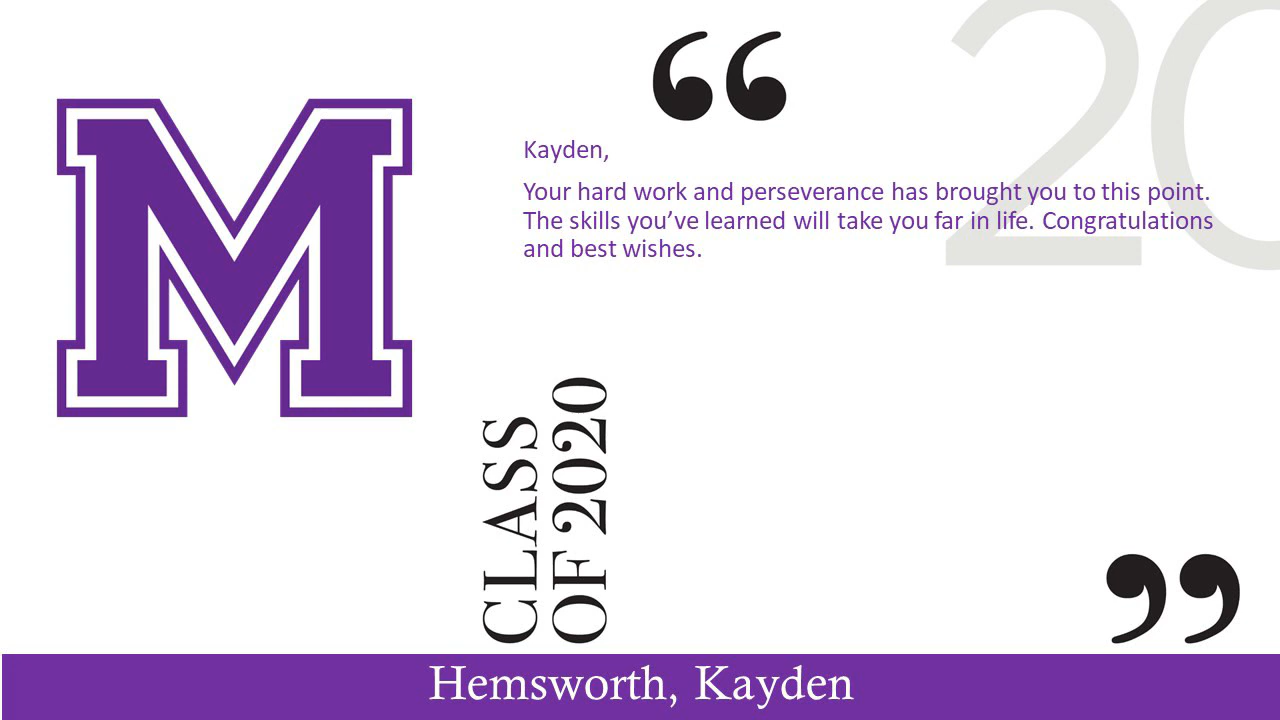 20
M
“
Kayden,
Your hard work and perseverance has brought you to this point.
The skills you’ve learned will take you far in life. Congratulations
and best wishes.
CLASS
OF 2020
”
Hemsworth, Kayden